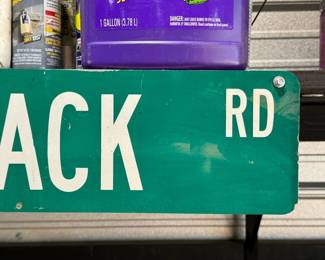 1 GALLON (3.78 L)
DANGER:
ACK RD